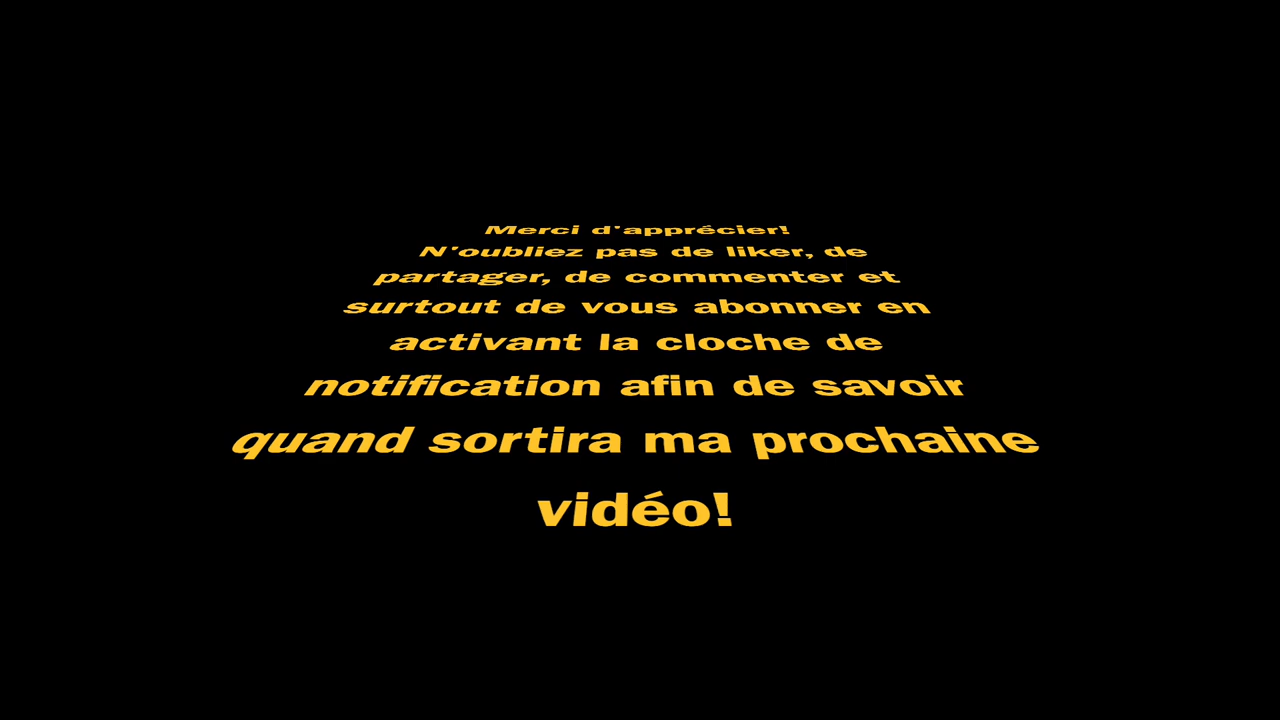 Merci d'apprécier!
N'oubliez pas de liker, de
partager, de commenter et
surtout de vous abonner en
activant la cloche de
notification afin de savoir
quand sortira ma prochaine
vidéo!